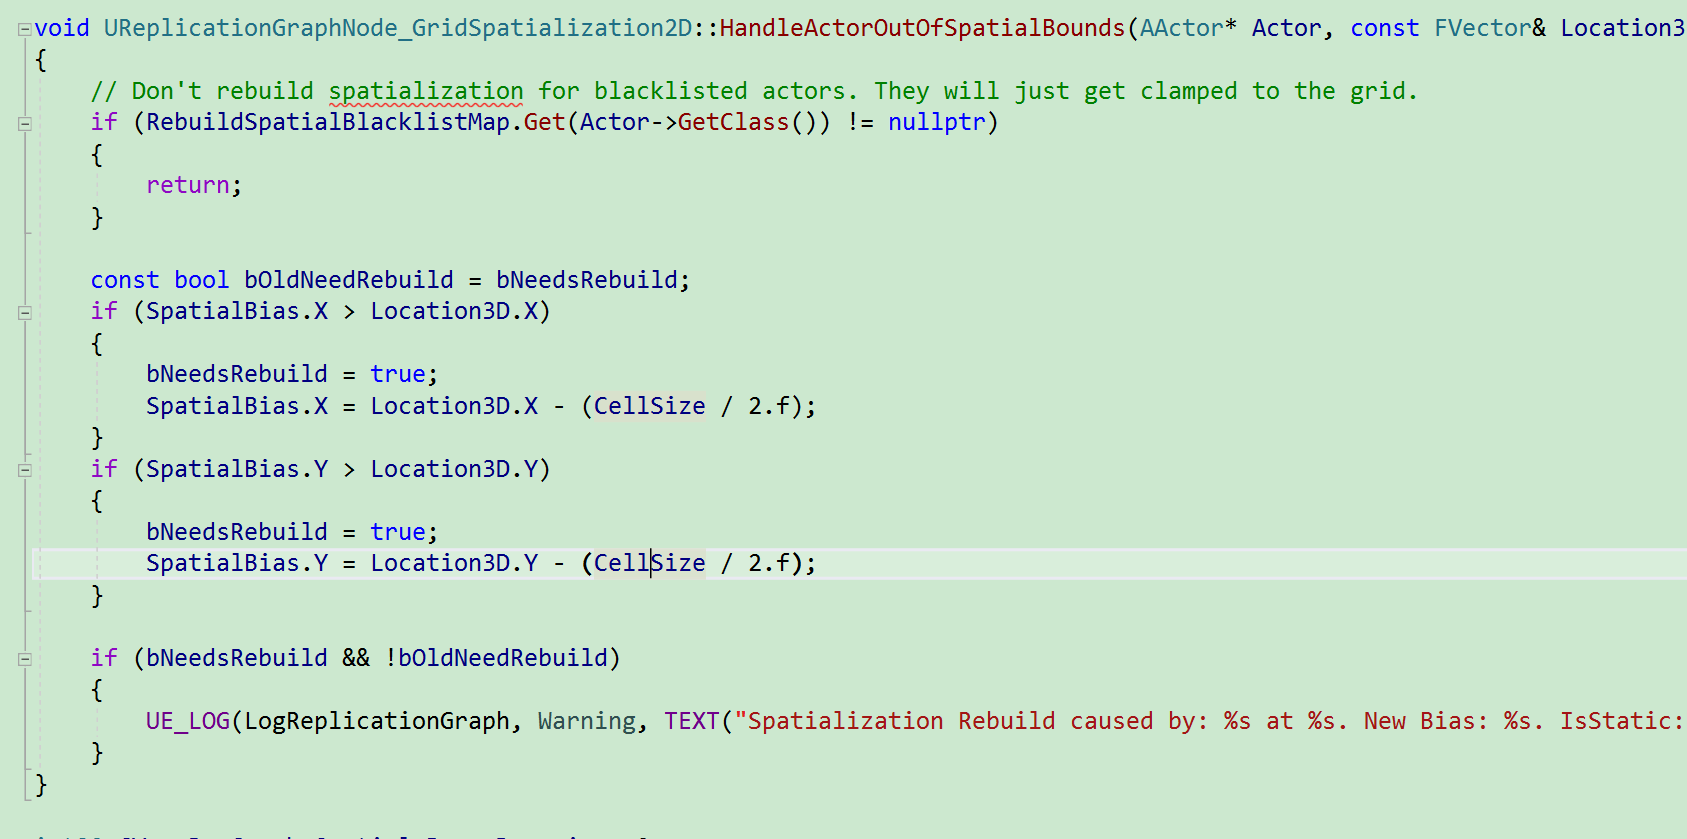 void UReplicationGraphNode_GridSpatialization2D::HandleActorOutOfSpatialBounds(AActor* Actor, const FVector& Location3
{
// Don't rebuild spatialization for blacklisted actors. They will just get clamped to the grid.
if (RebuildSpatialBlacklistMap.Get(Actor->GetClass()) != nullptr)
{
return;
}
const bool bOldNeedRebuild = bNeedsRebuild;
if (SpatialBias.X > Location3D.X)
{
bNeedsRebuild = true;
SpatialBias.X = Location3D.X - (CellSize / 2.f);
}
if (SpatialBias.Y > Location3D.Y)
{
bNeedsRebuild = true;
SpatialBias.Y = Location3D.Y - (CellSize / 2.f);
}
if (bNeedsRebuild && !bOldNeedRebuild)
{
UE_LOG(LogReplicationGraph, Warning, TEXT("Spatialization Rebuild caused by: %s at %s. New Bias: %s. IsStatic:
}
}